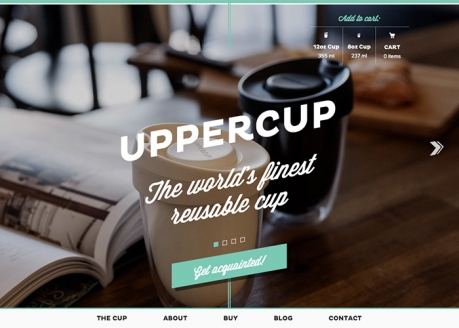 Add to cart:
12oz Cup
355 ml
8oz Cup
237 ml
CART
0 items
UPPERCUP
The world's finest
reusable cup
Get acquainted!
THE CUP
ABOUT
BUY
BLOG
CONTACT